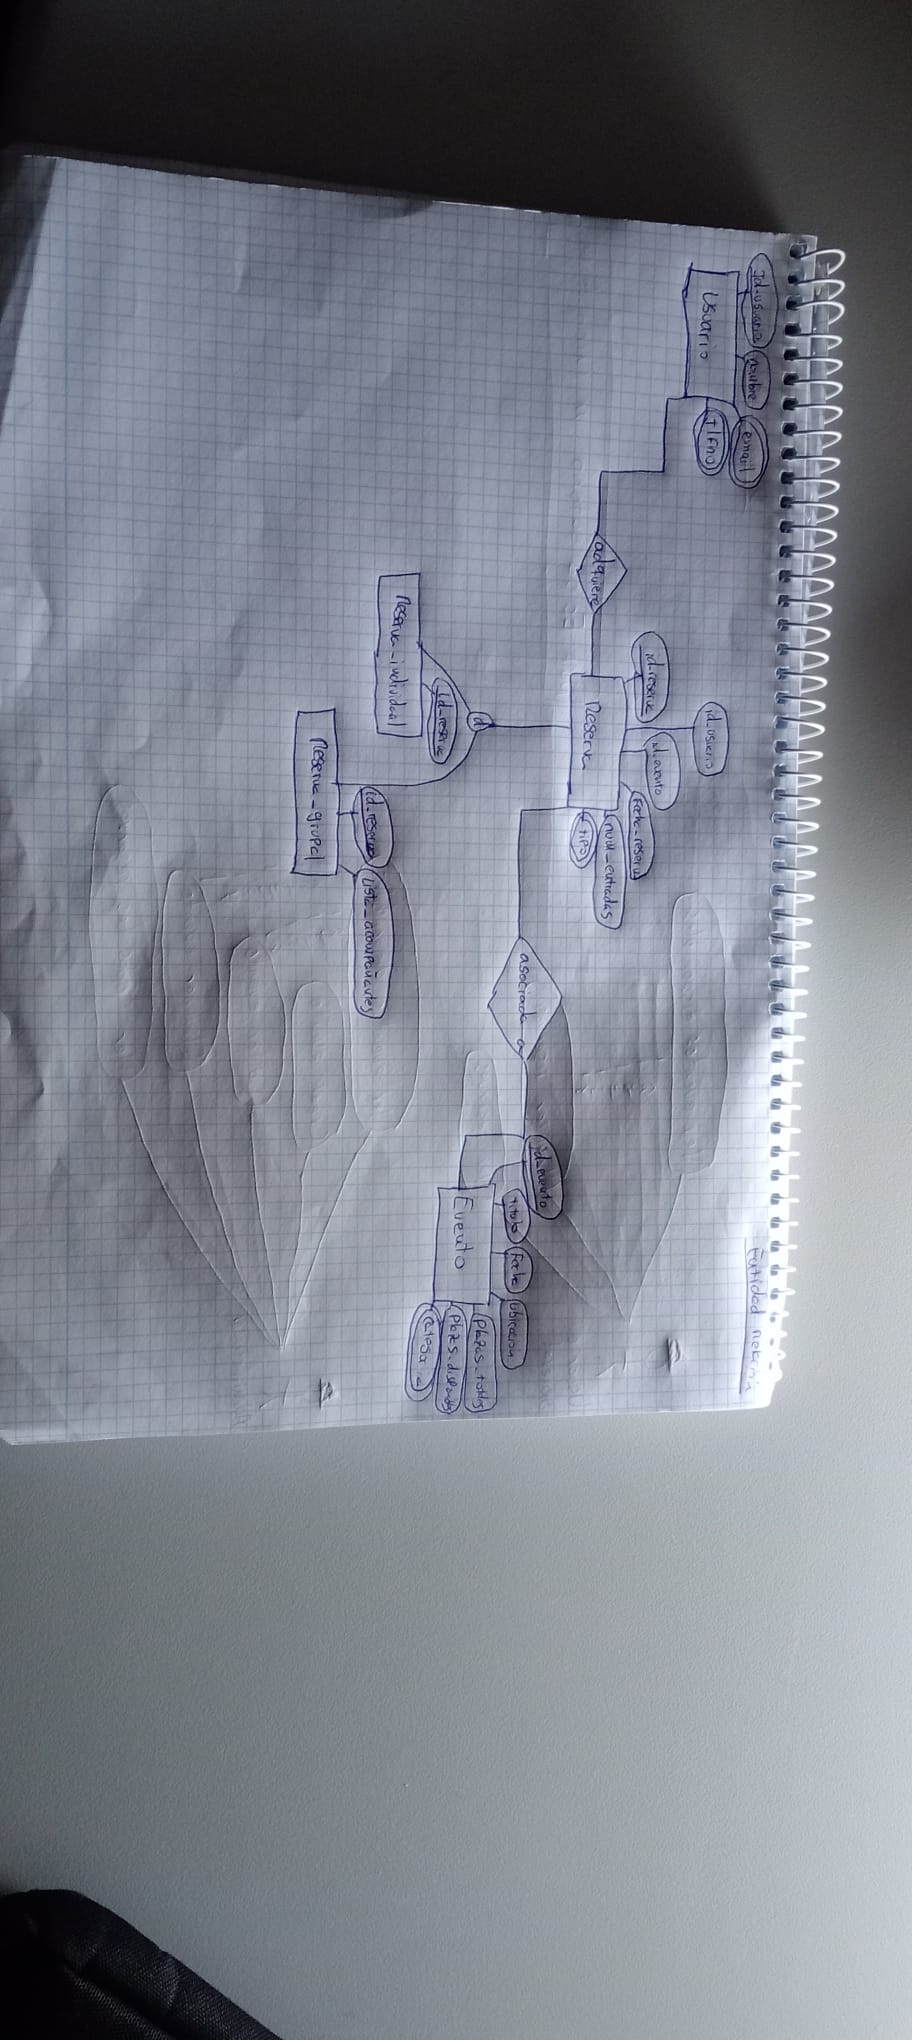 Entidad relación
Id_usuario
nombre
email
Usuario
tlfno
id_usuario
id_reserva
id_evento
Fecha_reserva
num_entradas
adquiere
Reserva
tipo
asociada a
id_evento
titulo
Fecha
Ubicacion
Plazas_totales
Evento
Plazas_disponibles
categoria
d
id_reserva
Reserva_individual
id_reserva
Lista_acompañantes
Reserva_grupal